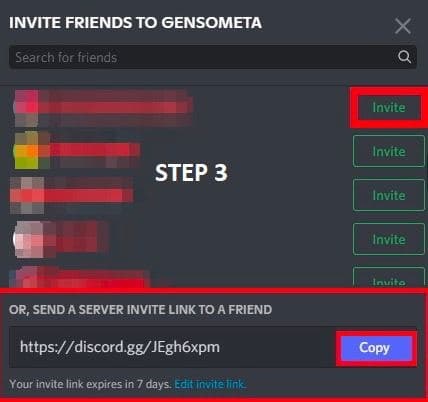 INVITE FRIENDS TO GENSOMETA
Search for friends
Invite
Invite
STEP 3
Invite
Invite
Invite
OR, SEND A SERVER INVITE LINK TO A FRIEND
https://discord.gg/JEgh6xpm
Copy
Your invite link expires in 7 days. Edit invite link.